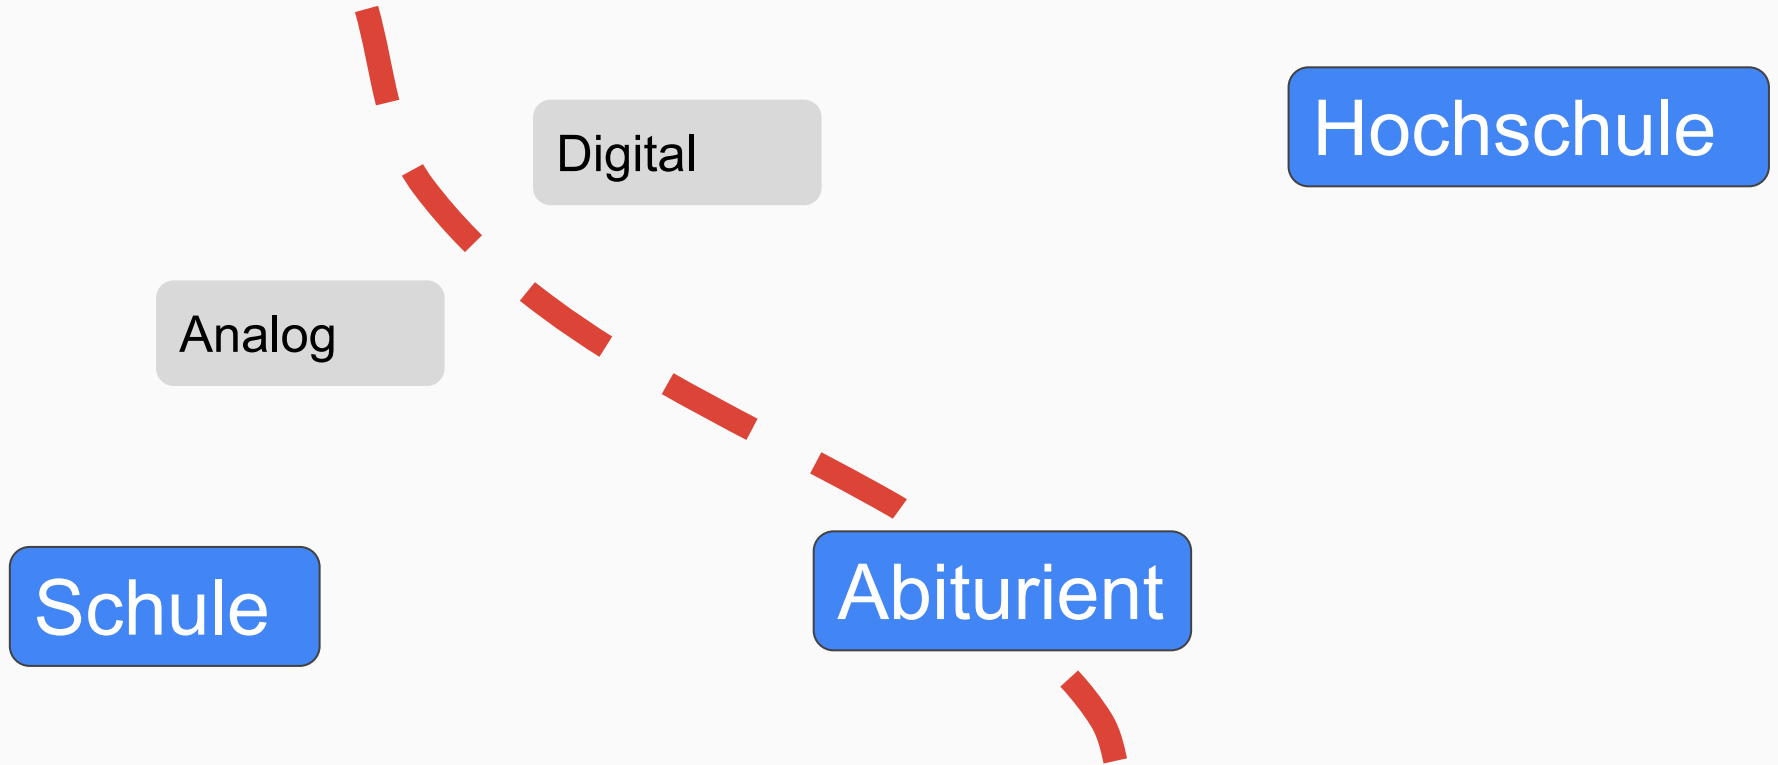 Hochschule
Digital
Analog
Schule
Abiturient